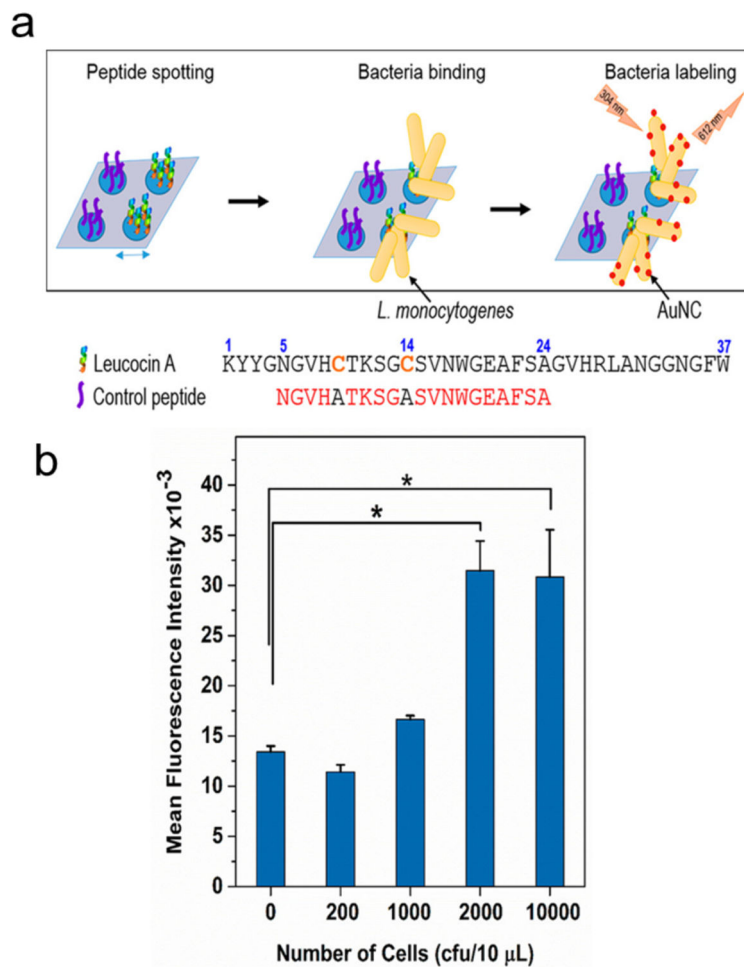 a
Peptide spotting Bacteria binding Bacteria labeling
304 nm 612 nm
L. monocytogenes AuNC
1 5 14 24 37
Leucocin A KYYGNGVHCTKSGCSVNWGEAFSAGVHRLANGGNGFW
Control peptide NGVHATKSGASVNWGEAFSA
b
Mean Fluorescence Intensity x10⁻³
40
35
30
25
20
15
10
5
0
* 
*
0 200 1000 2000 10000
Number of Cells (cfu/10 µL)